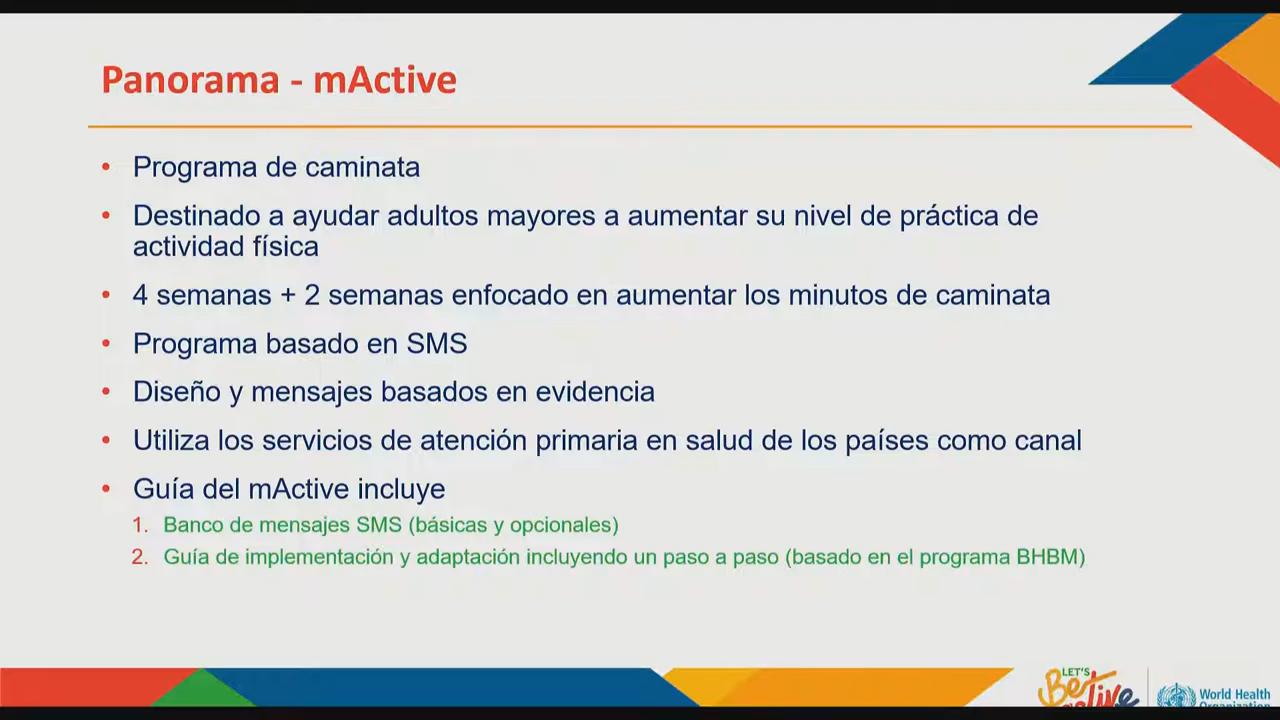 Panorama - mActive
• Programa de caminata
• Destinado a ayudar adultos mayores a aumentar su nivel de práctica de
actividad física
• 4 semanas + 2 semanas enfocado en aumentar los minutos de caminata
• Programa basado en SMS
• Diseño y mensajes basados en evidencia
• Utiliza los servicios de atención primaria en salud de los países como canal
• Guía del mActive incluye
1. Banco de mensajes SMS (básicas y opcionales)
2. Guía de implementación y adaptación incluyendo un paso a paso (basado en el programa BHBM)
LET'S
Be active
World Health
Organization